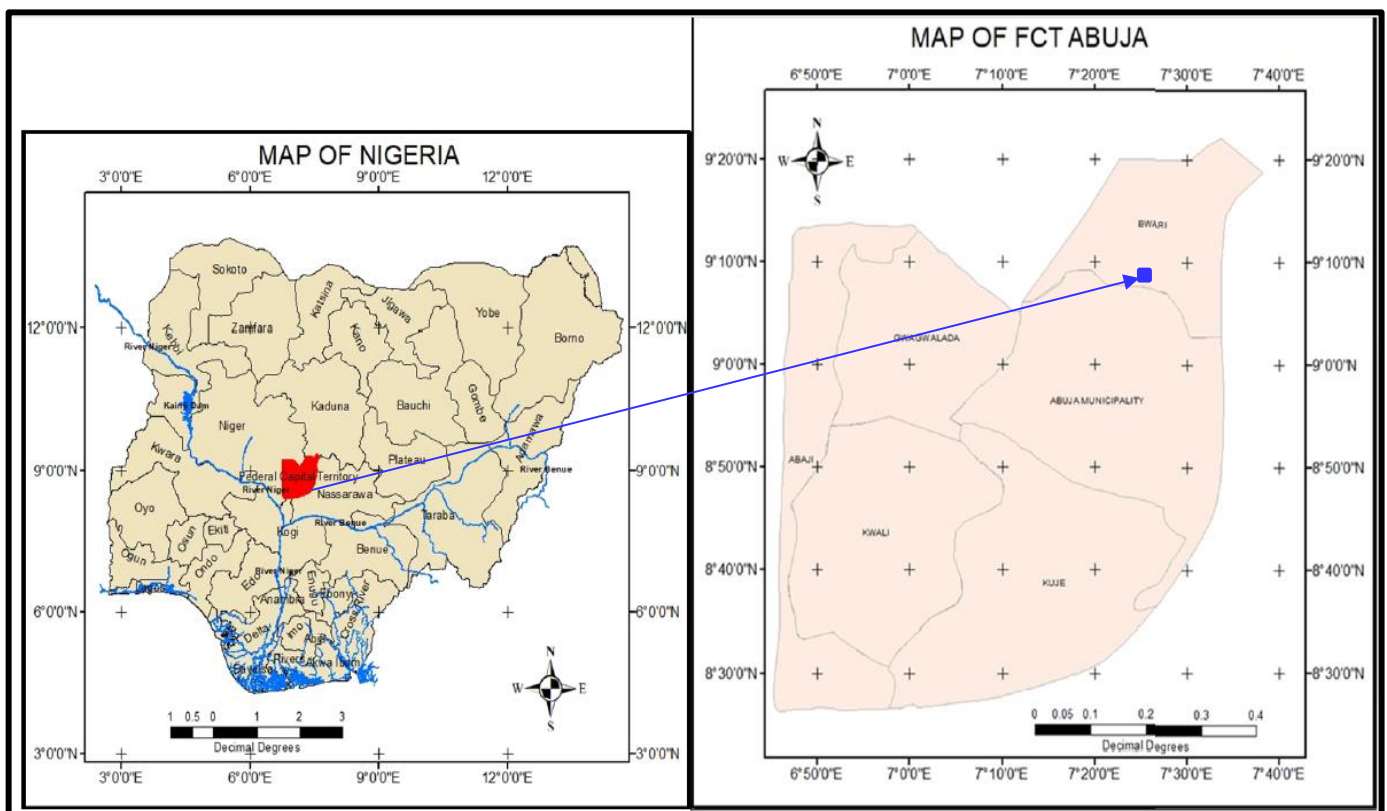 MAP OF NIGERIA
3°0'0"E 6°0'0"E 9°0'0"E 12°0'0"E
Sokoto
Katsina
Jigawa
Yobe
Zamfara
Kano
Borno
12°0'0"N
12°0'0"N
Kebbi
River Niger
Kainji Dam
Kaduna
Bauchi
Gombe
Niger
Adamawa
Kwara
Plateau
9°0'0"N
Federal Capital Territory
River Benue
9°0'0"N
River Niger
Nassarawa
Oyo
Taraba
Osun
Ekiti
Kogi
River Benue
Ogun
Ondo
Benue
Edo
River Niger
Enugu
Lagos
Anambra
Ebonyi
Cross River
6°0'0"N
6°0'0"N
Delta
Imo
Abia
Rivers
Akwa Ibom
Bayelsa
N
W E
S
1 0.5 0 1 2 3
Decimal Degrees
3°0'0"N
3°0'0"N
3°0'0"E 6°0'0"E 9°0'0"E 12°0'0"E
MAP OF FCT ABUJA
6°50'0"E 7°0'0"E 7°10'0"E 7°20'0"E 7°30'0"E 7°40'0"E
N
W E
S
9°20'0"N
9°20'0"N
BWARI
9°10'0"N
9°10'0"N
GWAGWALADA
9°0'0"N
9°0'0"N
ABUJA MUNICIPALITY
ABAJI
8°50'0"N
8°50'0"N
KWALI
8°40'0"N
8°40'0"N
KUJE
8°30'0"N
8°30'0"N
0 0.05 0.1 0.2 0.3 0.4
Decimal Degrees
6°50'0"E 7°0'0"E 7°10'0"E 7°20'0"E 7°30'0"E 7°40'0"E